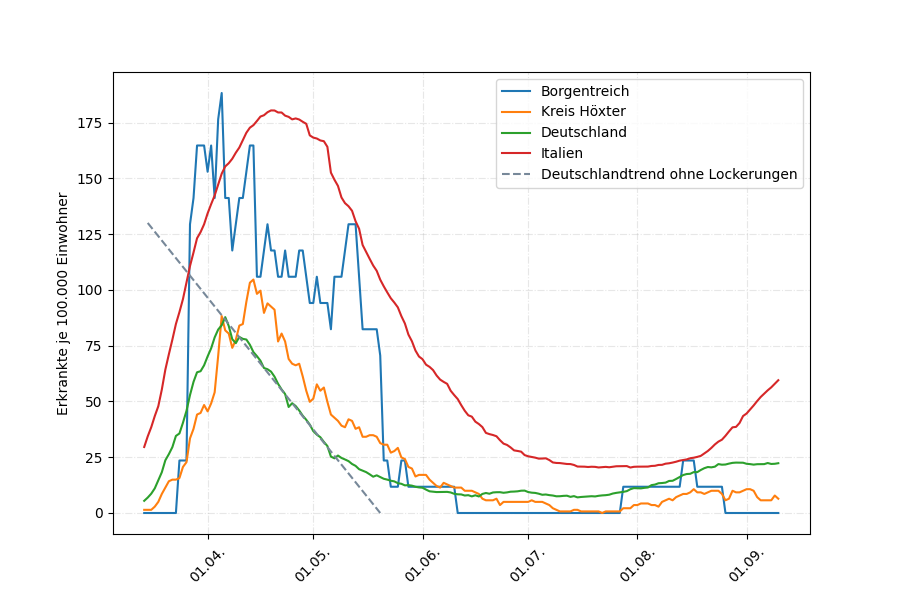 Borgentreich
Kreis Höxter
Deutschland
Italien
Deutschlandtrend ohne Lockerungen
Erkrankte je 100.000 Einwohner
175
150
125
100
75
50
25
0
01.04.
01.05.
01.06.
01.07.
01.08.
01.09.